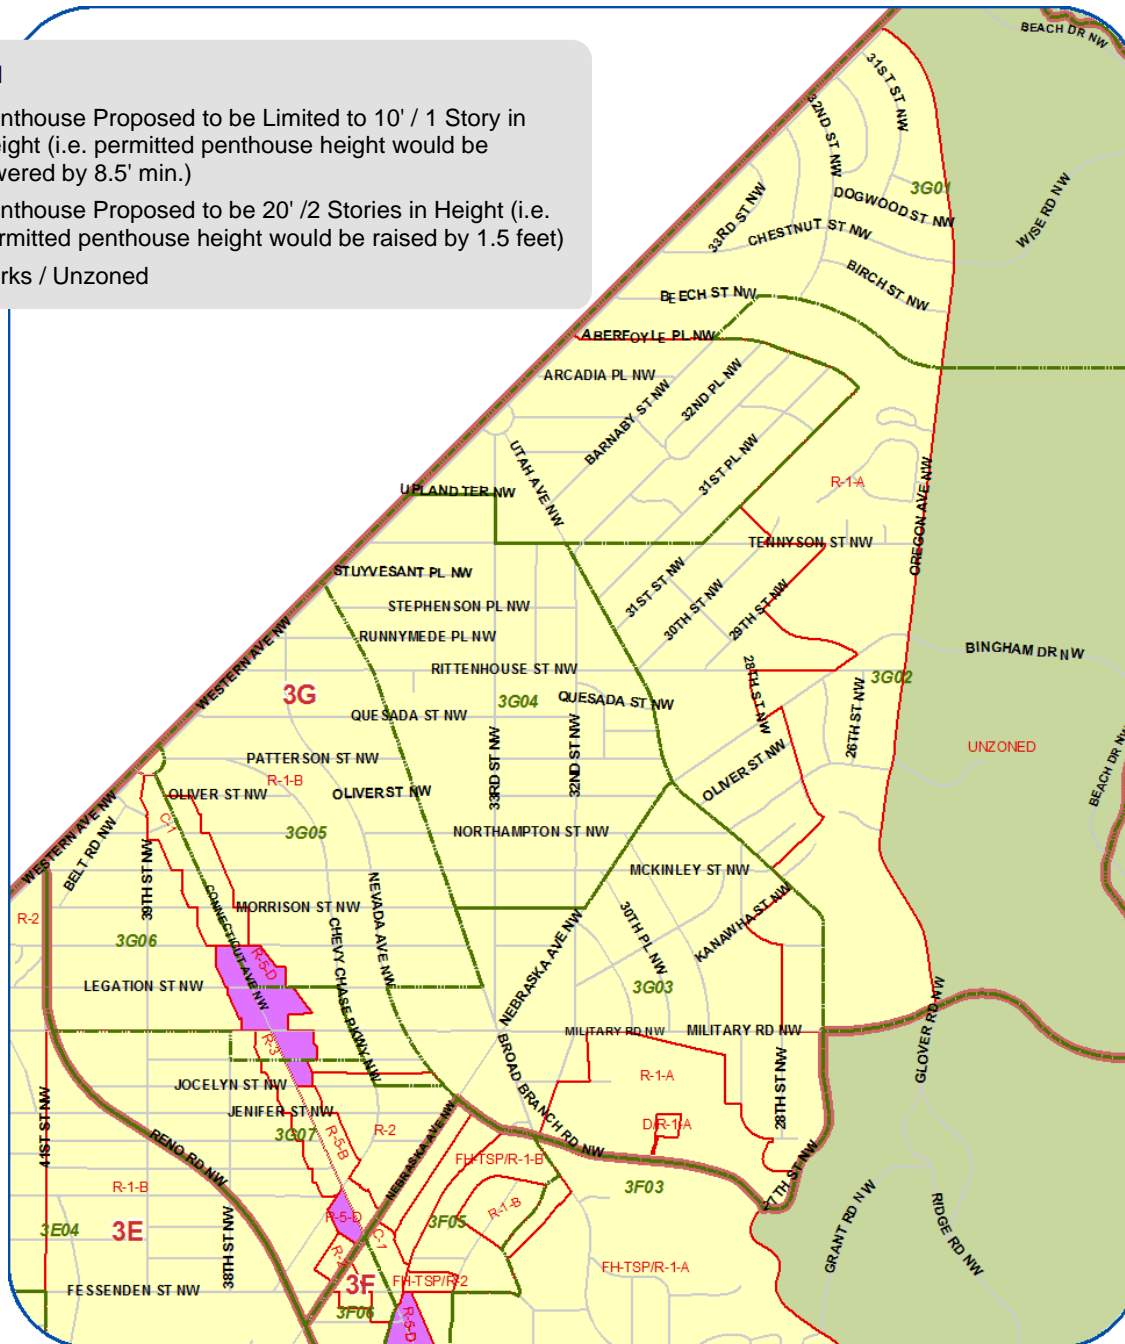 enthouse Proposed to be Limited to 10' / 1 Story in
eight (i.e. permitted penthouse height would be
wered by 8.5' min.)
enthouse Proposed to be 20' /2 Stories in Height (i.e.
ermitted penthouse height would be raised by 1.5 feet)
rks / Unzoned
BEACH DR NW
31ST ST NW
32ND ST NW
3G01
DOGWOOD ST NW
33RD ST NW
CHESTNUT ST NW
WISE RD NW
BIRCH ST NW
BEECH ST NW
ABERFOYLE PL NW
ARCADIA PL NW
32ND PL NW
BARNABY ST NW
UTAH AVE NW
31ST PL NW
R-1-A
UPLAND TER NW
OREGON AVE NW
TENNYSON ST NW
STUYVESANT PL NW
31ST ST NW
30TH ST NW
29TH ST NW
STEPHENSON PL NW
RUNNYMEDE PL NW
WESTERN AVE NW
RITTENHOUSE ST NW
BINGHAM DR NW
28TH ST NW
3G02
3G
3G04
QUESADA ST NW
QUESADA ST NW
26TH ST NW
33RD ST NW
32ND ST NW
UNZONED
PATTERSON ST NW
R-1-B
OLIVER ST NW
BEACH DR NW
OLIVER ST NW
OLIVER ST NW
WESTERN AVE NW
C-1
3G05
NORTHAMPTON ST NW
BELT RD NW
39TH ST NW
MCKINLEY ST NW
NEVADA AVE NW
KANAWHA ST NW
CONNECTICUT AVE NW
MORRISON ST NW
R-2
30TH PL NW
3G06
NEBRASKA AVE NW
CHEVY CHASE PKWY NW
R-5-D
LEGATION ST NW
3G03
GLOVER RD NW
MILITARY RD NW
MILITARY RD NW
R-3
BROAD BRANCH RD NW
R-1-A
JOCELYN ST NW
28TH ST NW
JENIFER ST NW
41ST ST NW
3G07
R-5-B
R-2
D/R-1-A
RENO RD NW
NEBRASKA AVE NW
FH-TSP/R-1-B
27TH ST NW
R-1-B
3F03
R-1-B
GRANT RD NW
RIDGE RD NW
R-5-D
3F05
3E04
3E
38TH ST NW
C-1
R-2
FH-TSP/R-1-A
FH-TSP/R-2
3F
FESSENDEN ST NW
3F06
R-5-D